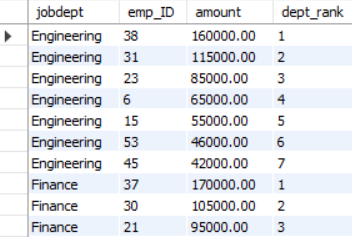 jobdept emp_ID amount dept_rank
Engineering 38 160000.00 1
Engineering 31 115000.00 2
Engineering 23 85000.00 3
Engineering 6 65000.00 4
Engineering 15 55000.00 5
Engineering 53 46000.00 6
Engineering 45 42000.00 7
Finance 37 170000.00 1
Finance 30 105000.00 2
Finance 21 95000.00 3